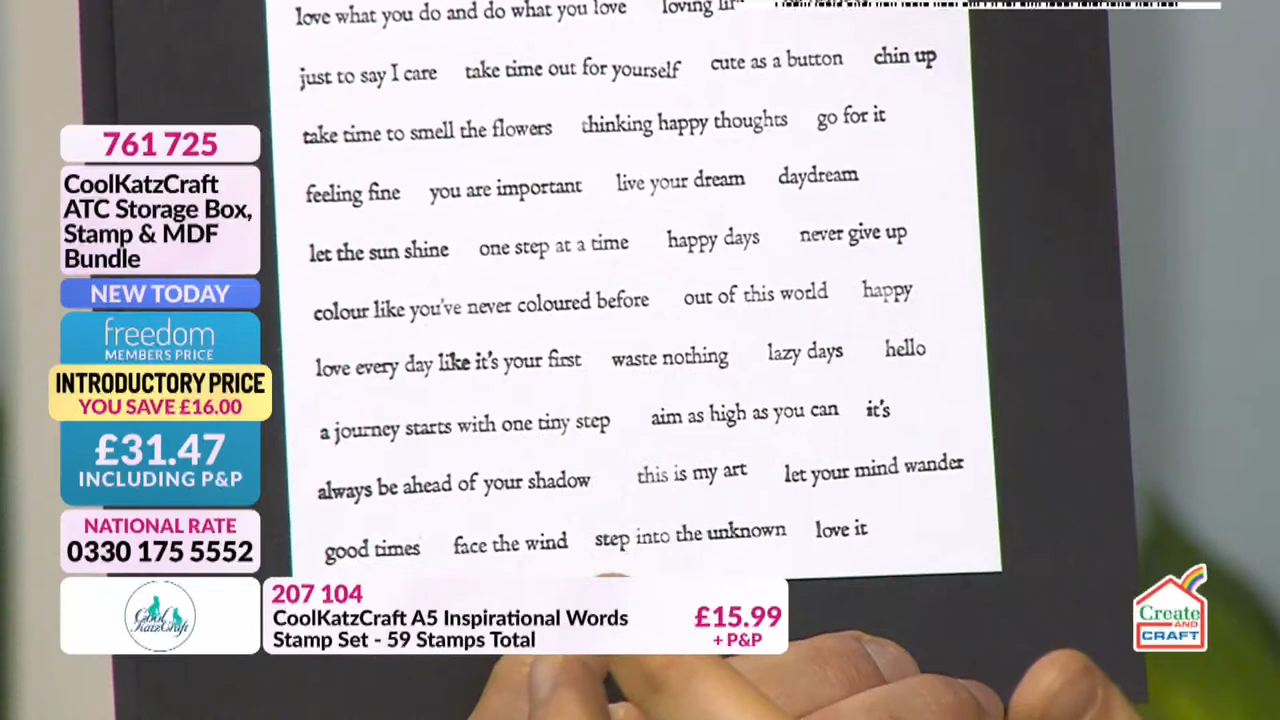 love what you do and do what you love loving
just to say I care take time out for yourself cute as a button chin up
take time to smell the flowers thinking happy thoughts go for it
feeling fine you are important live your dream daydream
let the sun shine one step at a time happy days never give up
colour like you've never coloured before out of this world happy
love every day like it's your first waste nothing lazy days hello
a journey starts with one tiny step aim as high as you can it's
always be ahead of your shadow this is my art let your mind wander
good times face the wind step into the unknown love it
761 725
CoolKatzCraft
ATC Storage Box,
Stamp & MDF
Bundle
NEW TODAY
freedom
MEMBERS PRICE
INTRODUCTORY PRICE
YOU SAVE £16.00
£31.47
INCLUDING P&P
NATIONAL RATE
0330 175 5552
Cool
KatzCraft
207 104
CoolKatzCraft A5 Inspirational Words
Stamp Set - 59 Stamps Total
£15.99
+ P&P
Create
AND
CRAFT